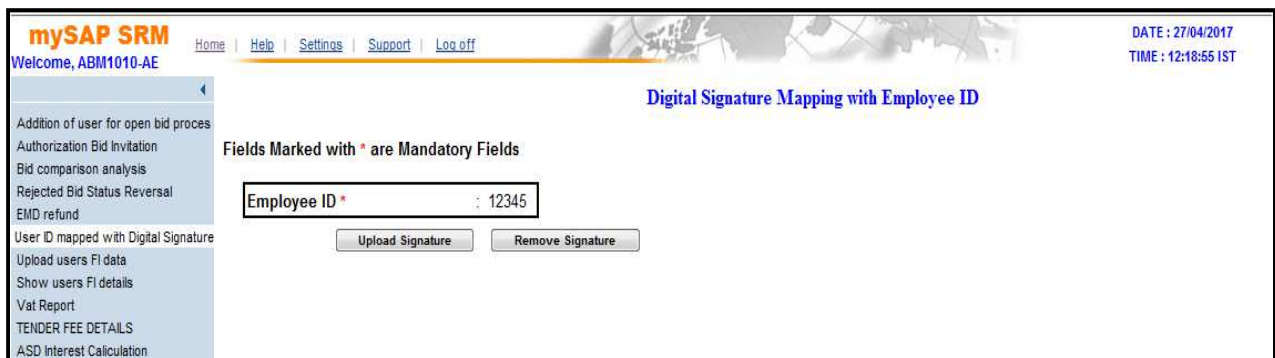 mySAP SRM
Home | Help | Settings | Support | Log off
DATE : 27/04/2017
TIME : 12:18:55 IST
Welcome, ABM1010-AE
Addition of user for open bid proces
Authorization Bid Invitation
Bid comparison analysis
Rejected Bid Status Reversal
EMD refund
User ID mapped with Digital Signature
Upload users FI data
Show users FI details
Vat Report
TENDER FEE DETAILS
ASD Interest Caliculation
Digital Signature Mapping with Employee ID
Fields Marked with * are Mandatory Fields
Employee ID * : 12345
Upload Signature Remove Signature